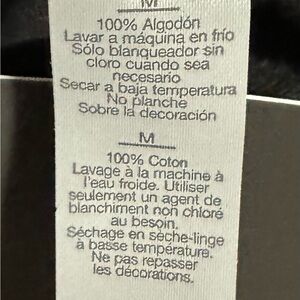 M
100% Algodón
Lavar a máquina en frío
Sólo blanqueador sin
cloro cuando sea
necesario
Secar a baja temperatura
No planche
Sobre la decoración
M
100% Coton
Lavage à la machine à
l'eau froide. Utiliser
seulement un agent de
blanchiment non chloré
au besoin.
Séchage en sèche-linge
à basse température.
Ne pas repasser
les décorations.